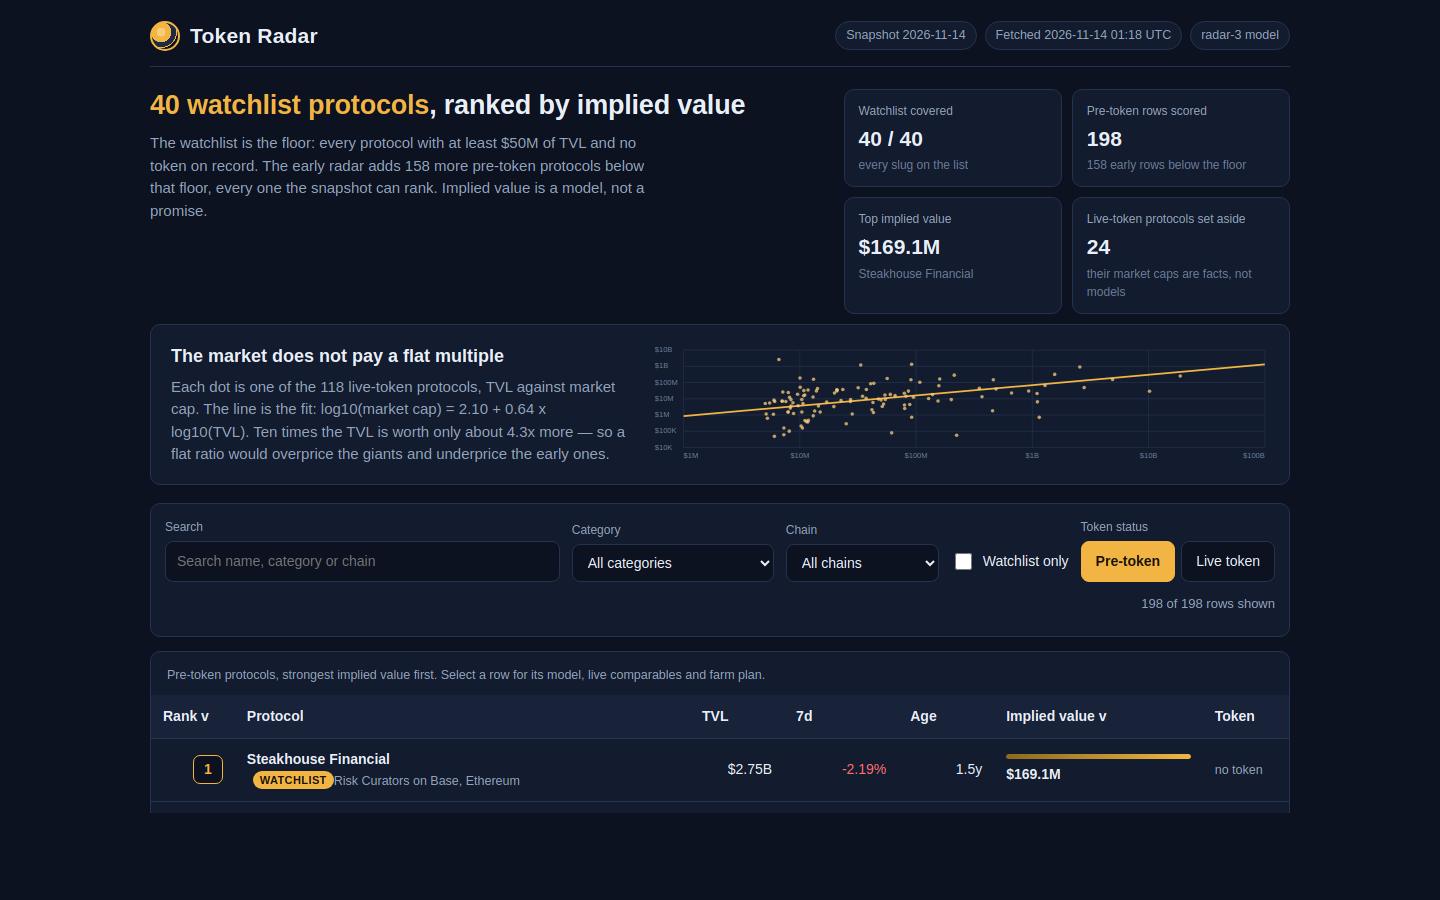 Token Radar
Snapshot 2026-11-14
Fetched 2026-11-14 01:18 UTC
radar-3 model
40 watchlist protocols, ranked by implied value
The watchlist is the floor: every protocol with at least $50M of TVL and no
token on record. The early radar adds 158 more pre-token protocols below
that floor, every one the snapshot can rank. Implied value is a model, not a
promise.
Watchlist covered
40 / 40
every slug on the list
Pre-token rows scored
198
158 early rows below the floor
Top implied value
$169.1M
Steakhouse Financial
Live-token protocols set aside
24
their market caps are facts, not
models
The market does not pay a flat multiple
Each dot is one of the 118 live-token protocols, TVL against market
cap. The line is the fit: log10(market cap) = 2.10 + 0.64 x
log10(TVL). Ten times the TVL is worth only about 4.3x more — so a
flat ratio would overprice the giants and underprice the early ones.
$10B
$1B
$100M
$10M
$1M
$100K
$10K
$1M
$10M
$100M
$1B
$10B
$100B
Search
Search name, category or chain
Category
All categories
Chain
All chains
Watchlist only
Token status
Pre-token
Live token
198 of 198 rows shown
Pre-token protocols, strongest implied value first. Select a row for its model, live comparables and farm plan.
Rank v
Protocol
TVL
7d
Age
Implied value v
Token
1
Steakhouse Financial
WATCHLIST
Risk Curators on Base, Ethereum
$2.75B
-2.19%
1.5y
$169.1M
no token